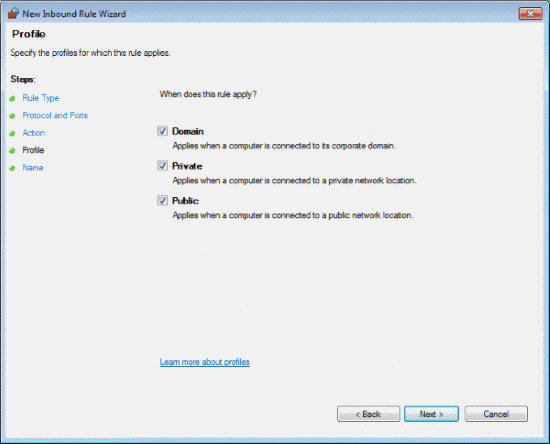 New Inbound Rule Wizard
Profile
Specify the profiles for which this rule applies.
Steps:
Rule Type
Protocol and Ports
Action
Profile
Name
When does this rule apply?
Domain
Applies when a computer is connected to its corporate domain.
Private
Applies when a computer is connected to a private network location.
Public
Applies when a computer is connected to a public network location.
Learn more about profiles
< Back
Next >
Cancel